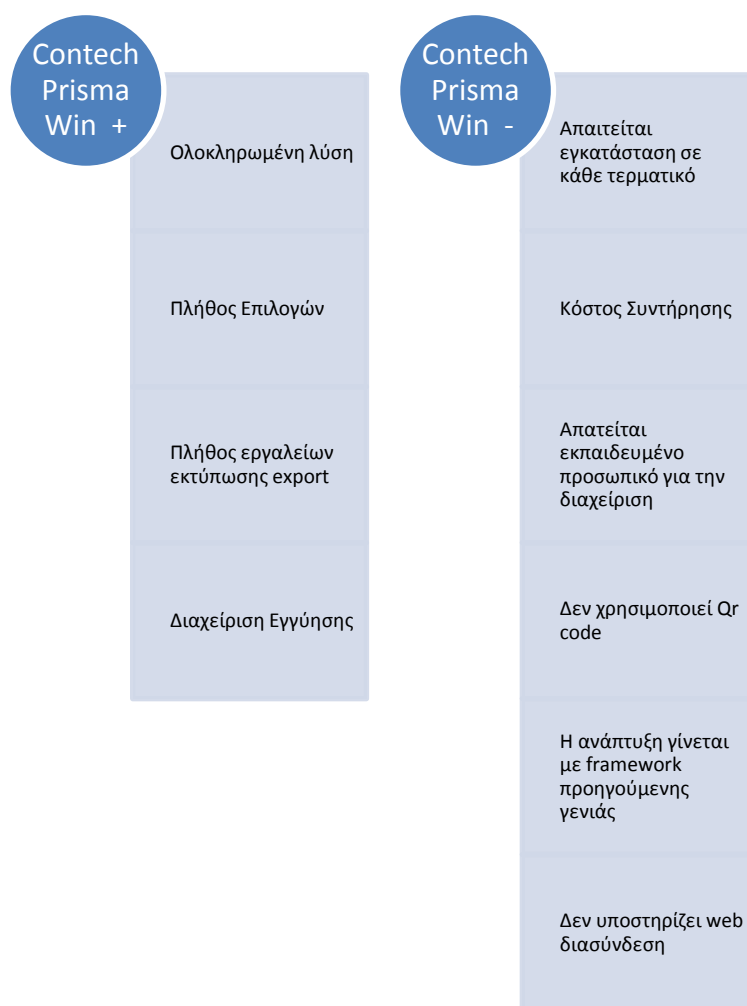 Contech
Prisma
Win +
Ολοκληρωμένη λύση
Πλήθος Επιλογών
Πλήθος εργαλείων
εκτύπωσης export
Διαχείριση Εγγύησης
Contech
Prisma
Win -
Απαιτείται
εγκατάσταση σε
κάθε τερματικό
Κόστος Συντήρησης
Απατείται
εκπαιδευμένο
προσωπικό για την
διαχείριση
Δεν χρησιμοποιεί Qr
code
Η ανάπτυξη γίνεται
με framework
προηγούμενης
γενιάς
Δεν υποστηρίζει web
διασύνδεση